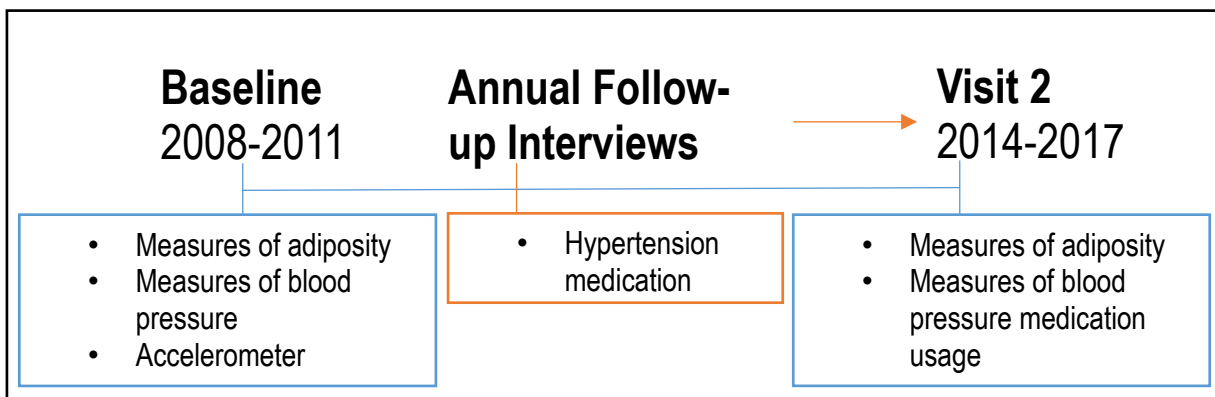 Baseline
2008-2011
Annual Follow-
up Interviews
Visit 2
2014-2017
• Measures of adiposity
• Measures of blood
pressure
• Accelerometer
• Hypertension
medication
• Measures of adiposity
• Measures of blood
pressure medication
usage